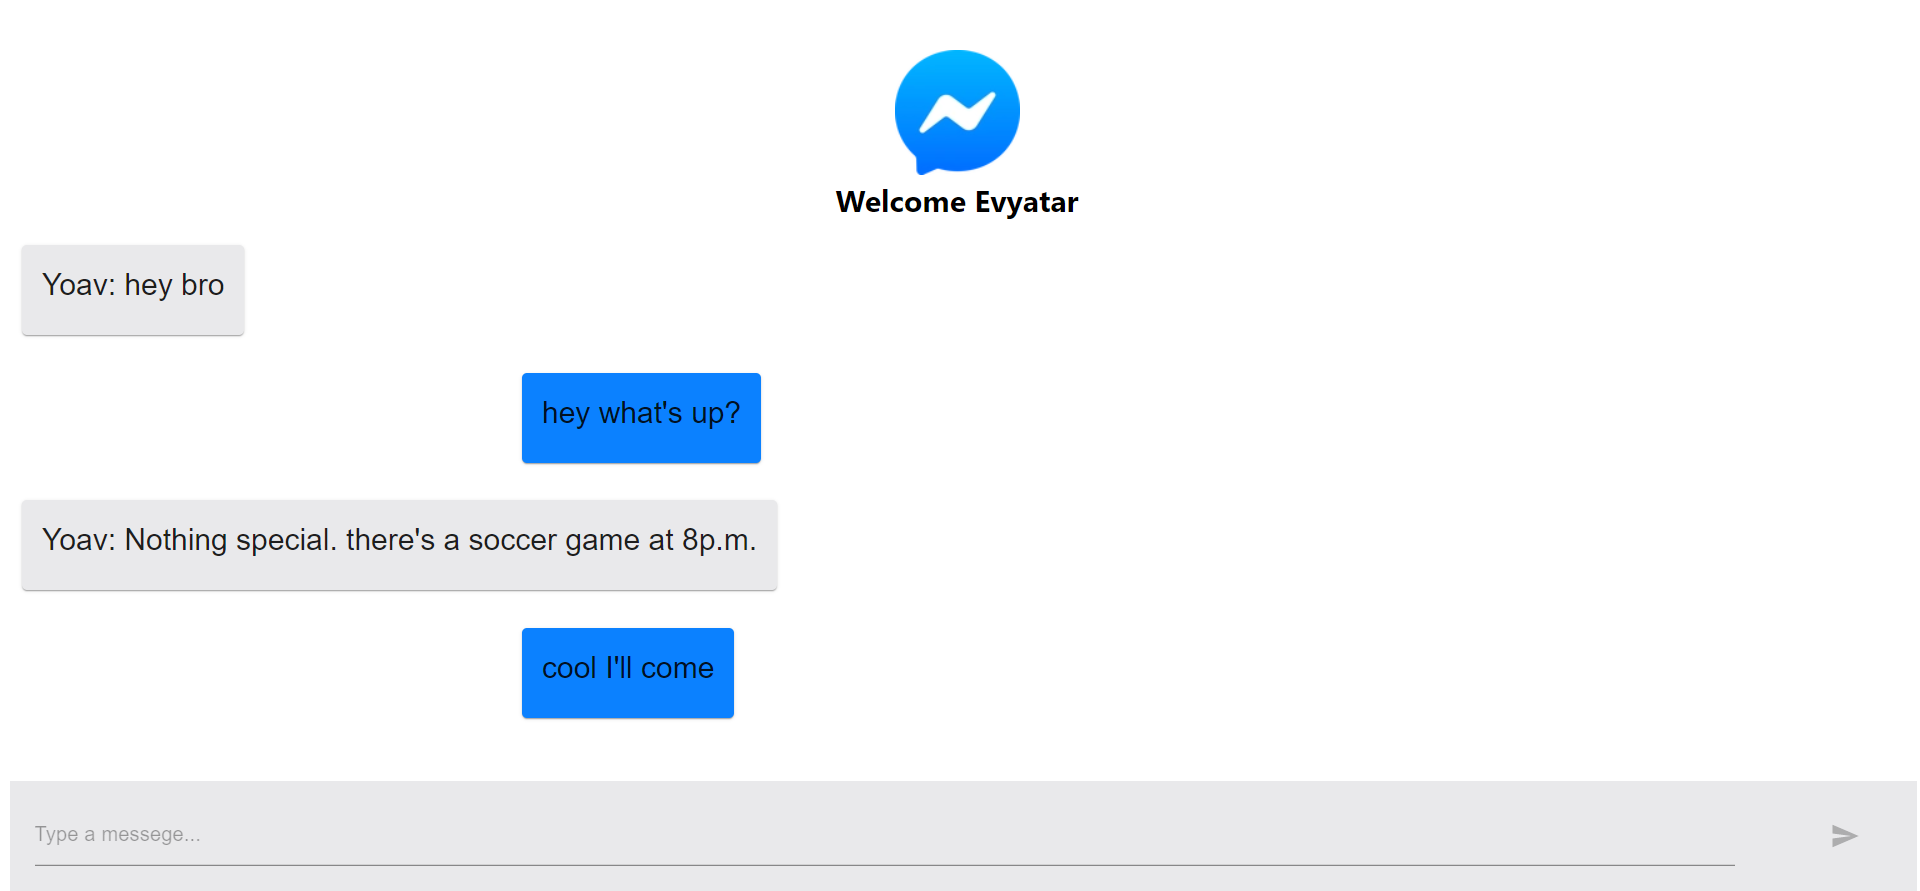 Welcome Evyatar
Yoav: hey bro
hey what's up?
Yoav: Nothing special. there's a soccer game at 8p.m.
cool I'll come
Type a messege...